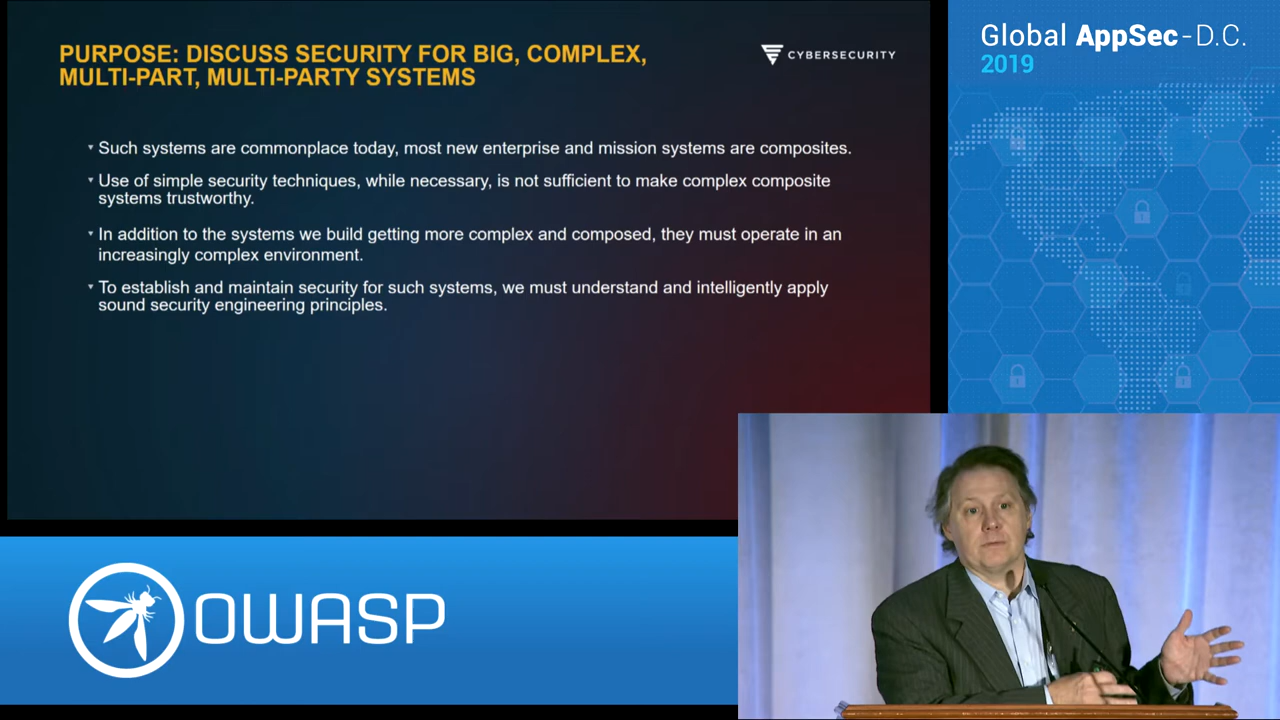 PURPOSE: DISCUSS SECURITY FOR BIG, COMPLEX,
MULTI-PART, MULTI-PARTY SYSTEMS
CYBERSECURITY
Such systems are commonplace today, most new enterprise and mission systems are composites.
Use of simple security techniques, while necessary, is not sufficient to make complex composite
systems trustworthy.
In addition to the systems we build getting more complex and composed, they must operate in an
increasingly complex environment.
To establish and maintain security for such systems, we must understand and intelligently apply
sound security engineering principles.
Global AppSec-D.C.
2019
OWASP